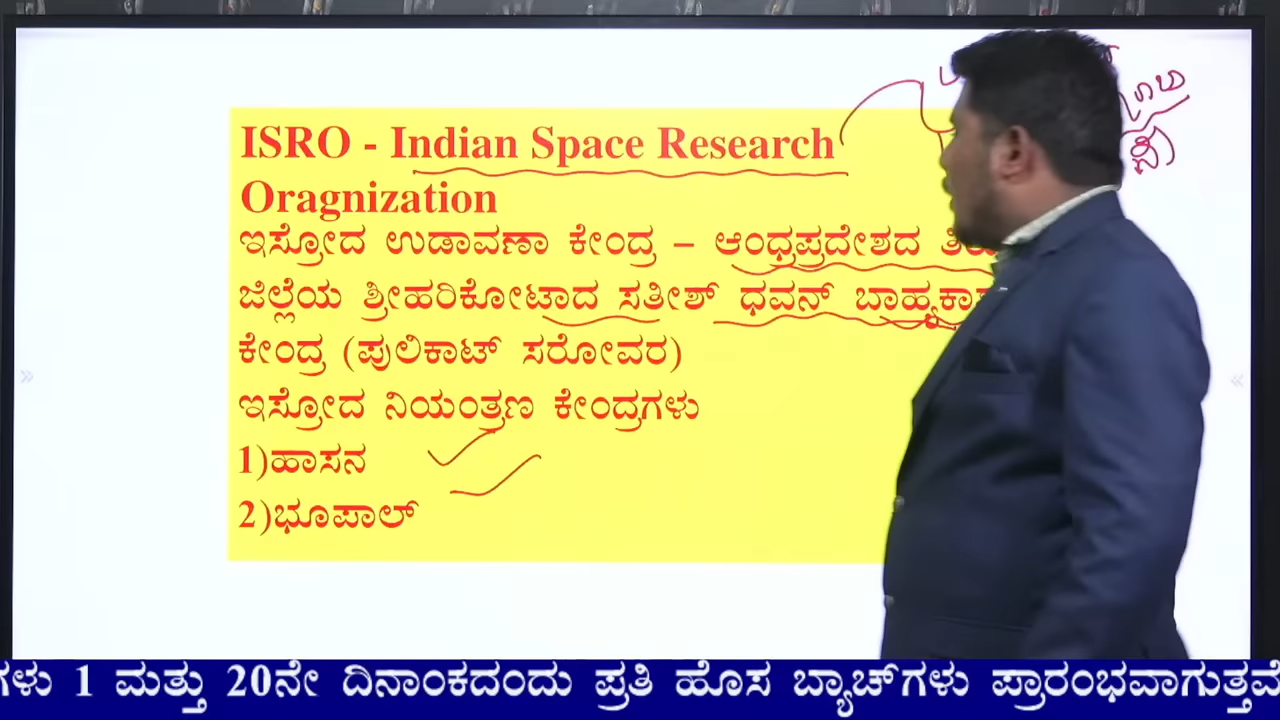 ISRO - Indian Space Research
Oragnization
ಇಸ್ರೋದ ಉಡಾವಣಾ ಕೇಂದ್ರ – ಆಂಧ್ರಪ್ರದೇಶದ
ಜಿಲ್ಲೆಯ ಶ್ರೀಹರಿಕೋಟಾದ ಸತೀಶ್ ಧವನ್
ಕೇಂದ್ರ (ಪುಲಿಕಾಟ್ ಸರೋವರ)
ಇಸ್ರೋದ ನಿಯಂತ್ರಣ ಕೇಂದ್ರಗಳು
1)ಹಾಸನ
2)ಭೂಪಾಲ್
ಗಳು 1 ಮತ್ತು 20ನೇ ದಿನಾಂಕದಂದು ಪ್ರತಿ ಹೊಸ ಬ್ಯಾಚ್‌ಗಳು ಪ್ರಾರಂಭವಾಗುತ್ತವೆ